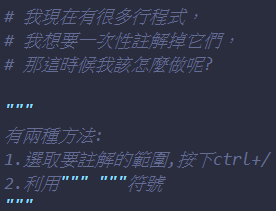 # 我現在有很多行程式，
# 我想要一次性註解掉它們，
# 那這時候我該怎麼做呢?
"""
有兩種方法:
1.選取要註解的範圍,按下ctrl+/
2.利用""" """符號
"""